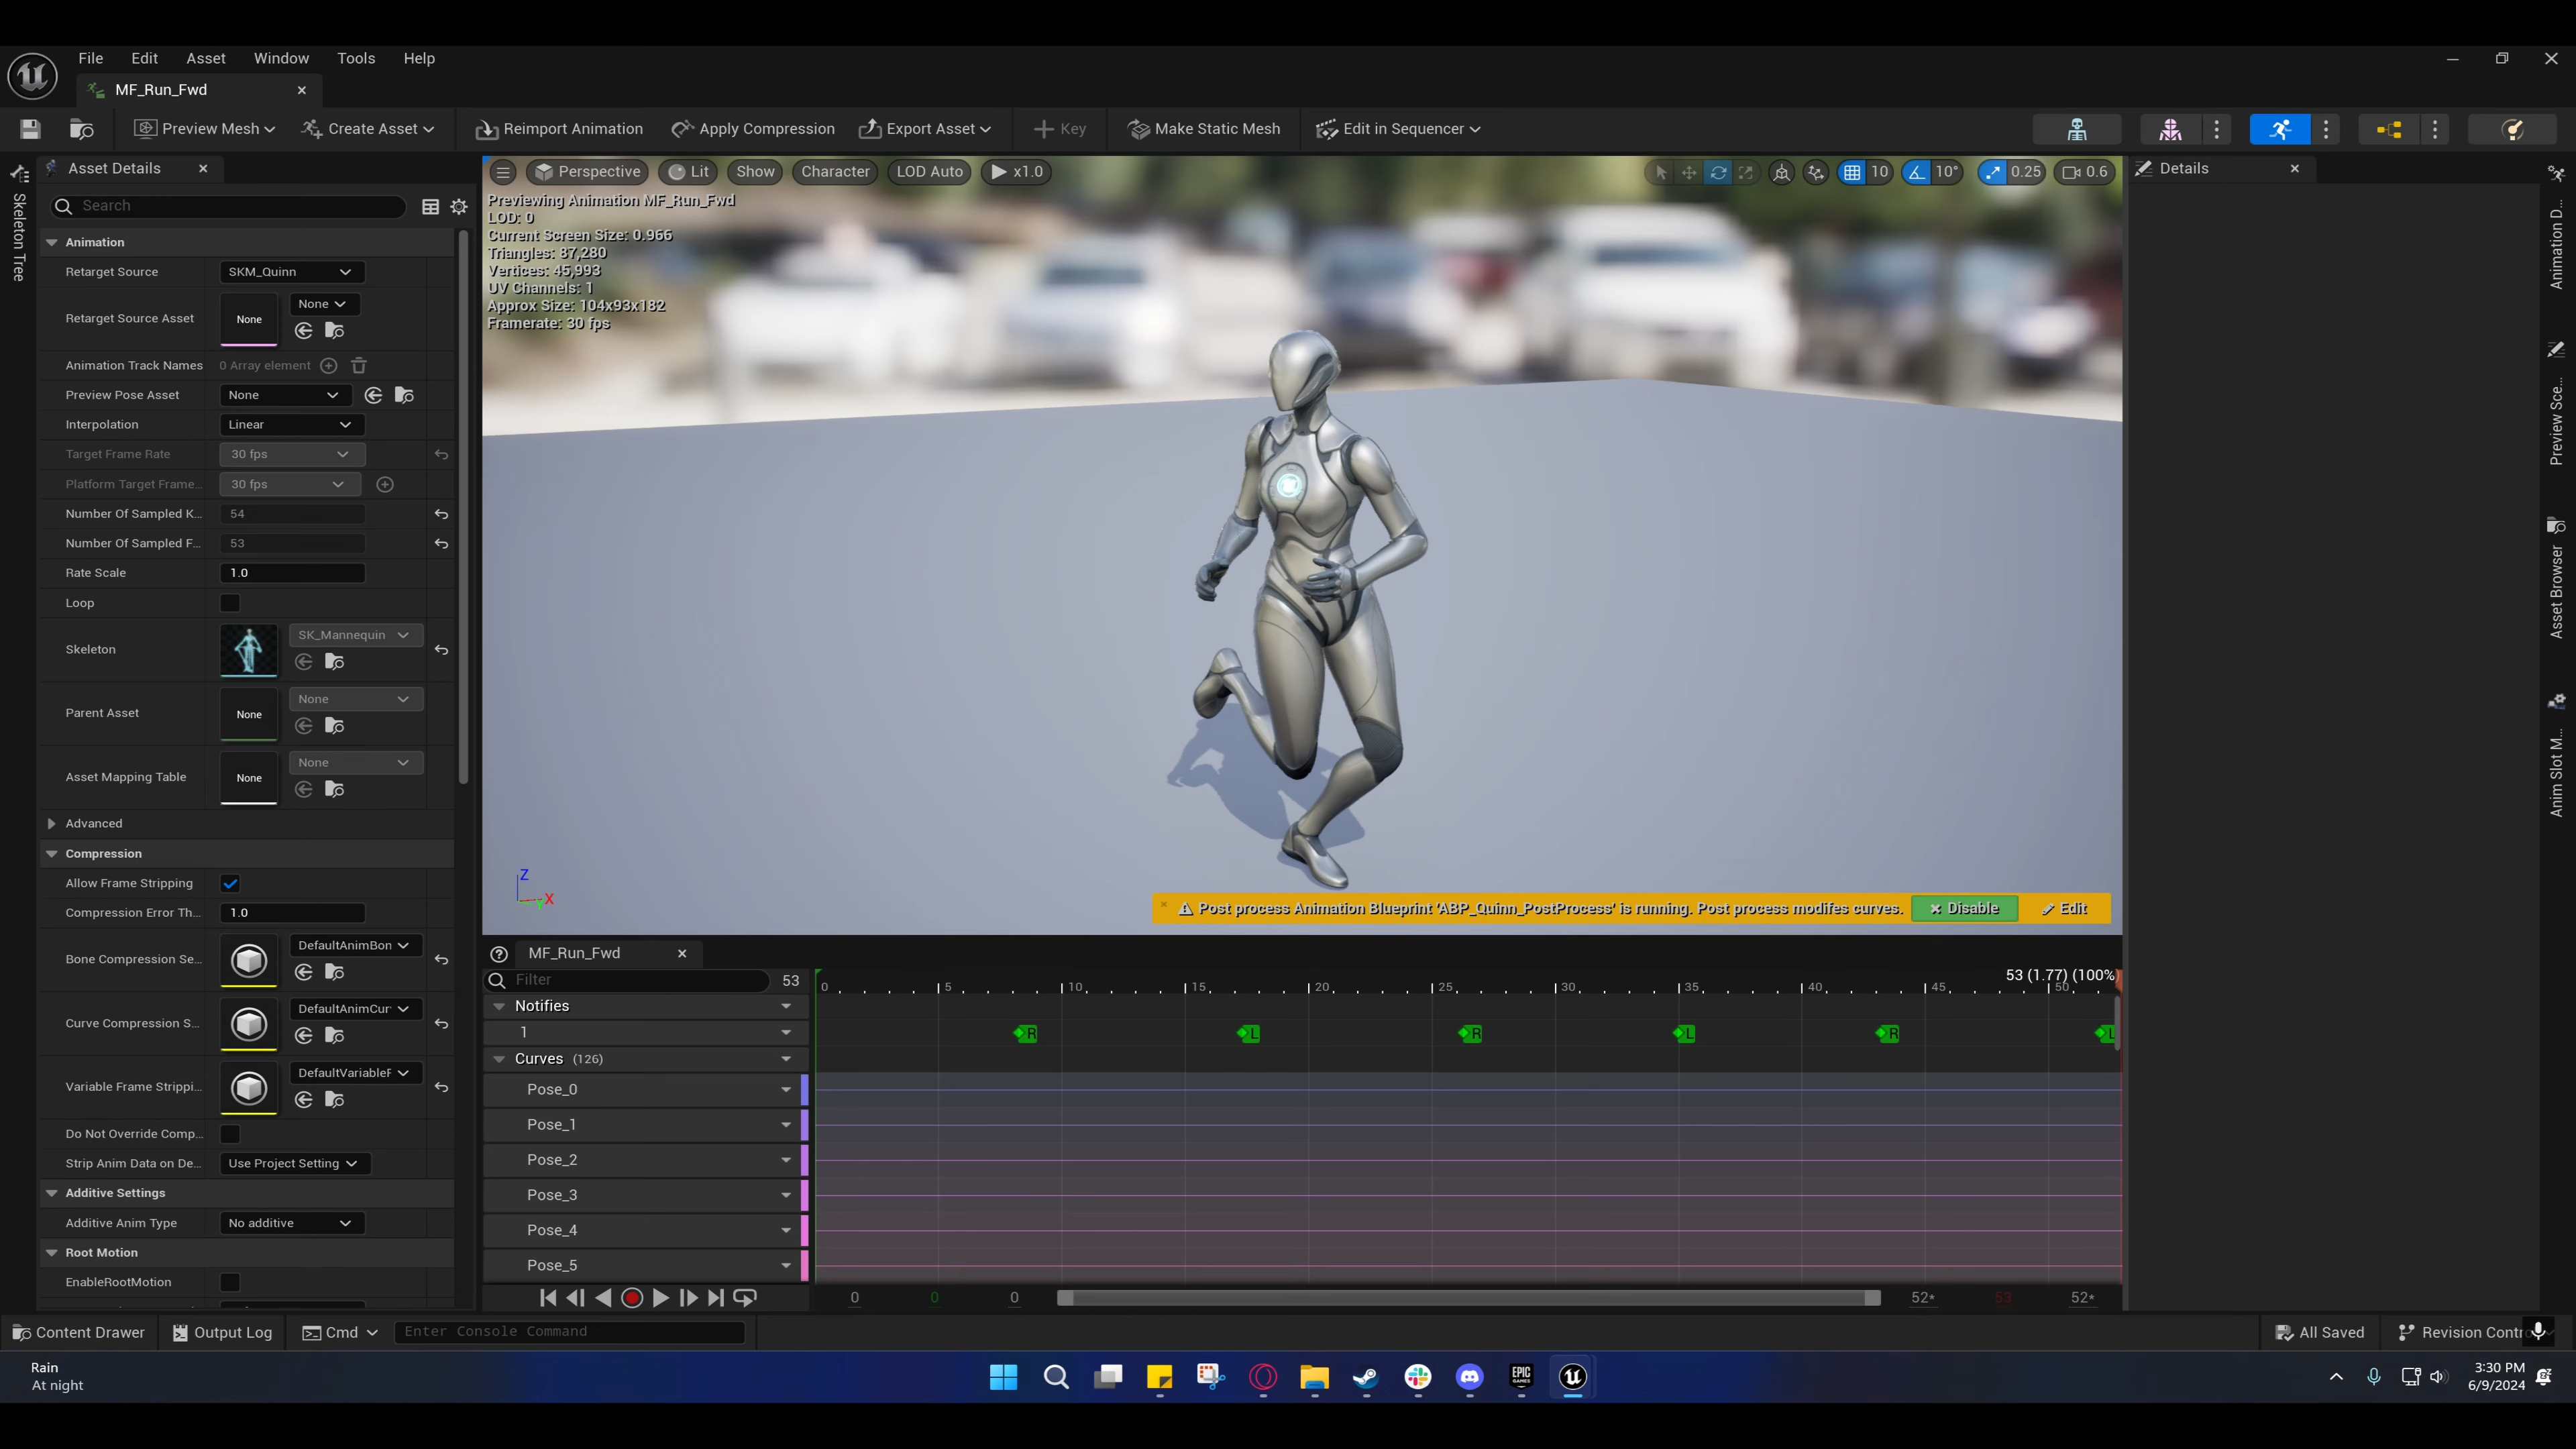 File Edit Asset Window Tools Help
MF_Run_Fwd
Preview Mesh Create Asset Reimport Animation Apply Compression Export Asset Key Make Static Mesh Edit in Sequencer
Skeleton Tree
Asset Details
Search
Animation
Retarget Source SKM_Quinn
Retarget Source Asset None None
Animation Track Names 0 Array element
Preview Pose Asset None
Interpolation Linear
Target Frame Rate 30 fps
Platform Target Frame... 30 fps
Number Of Sampled K... 54
Number Of Sampled F... 53
Rate Scale 1.0
Loop
Skeleton SK_Mannequin
Parent Asset None None
Asset Mapping Table None None
Advanced
Compression
Allow Frame Stripping
Compression Error Th... 1.0
Bone Compression Se... DefaultAnimBon
Curve Compression S... DefaultAnimCur
Variable Frame Strippi... DefaultVariableF
Do Not Override Comp...
Strip Anim Data on De... Use Project Setting
Additive Settings
Additive Anim Type No additive
Root Motion
EnableRootMotion
Perspective Lit Show Character LOD Auto x1.0 10 10° 0.25 0.6
Previewing Animation MF_Run_Fwd
LOD: 0
Current Screen Size: 0.966
Triangles: 87,280
Vertices: 45,993
UV Channels: 1
Approx Size: 104x93x182
Framerate: 30 fps
Z
X
Y
Post process Animation Blueprint 'ABP_Quinn_PostProcess' is running. Post process modifes curves. Disable Edit
MF_Run_Fwd
Filter 53
53 (1.77) (100%)
0 5 10 15 20 25 30 35 40 45 50
Notifies
1 R L R L R L
Curves (126)
Pose_0
Pose_1
Pose_2
Pose_3
Pose_4
Pose_5
0 0 0 52* 53 52*
Details
Animation D...
Preview Sce...
Asset Browser
Anim Slot M...
Content Drawer Output Log Cmd Enter Console Command All Saved Revision Contr
Rain
At night
EPIC
GAMES
3:30 PM
6/9/2024